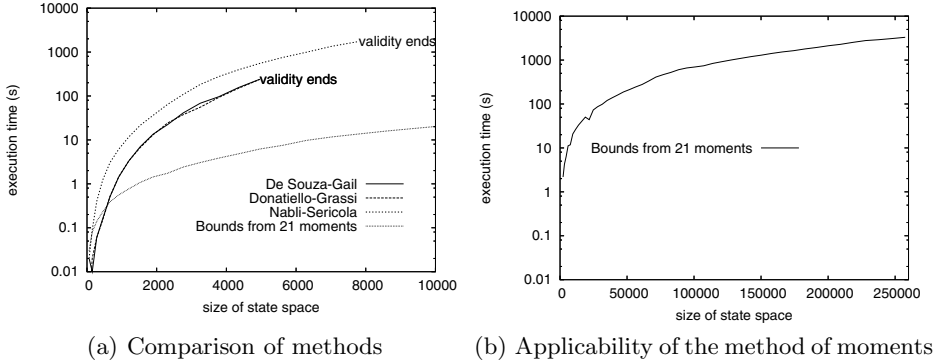 10000
1000
100
10
1
0.1
0.01
execution time (s)
validity ends
validity ends
De Souza-Gail
Donatiello-Grassi
Nabli-Sericola
Bounds from 21 moments
0 2000 4000 6000 8000 10000
size of state space
(a) Comparison of methods
10000
1000
100
10
1
0.1
0.01
execution time (s)
Bounds from 21 moments
0 50000 100000 150000 200000 250000
size of state space
(b) Applicability of the method of moments